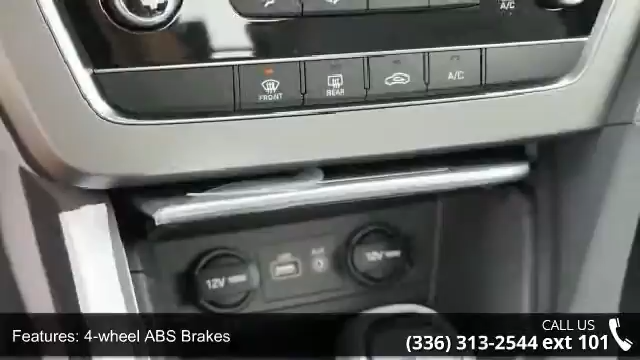 A/C
FRONT
REAR
A/C
12V
AUX
12V
Features: 4-wheel ABS Brakes
CALL US
(336) 313-2544 ext 101